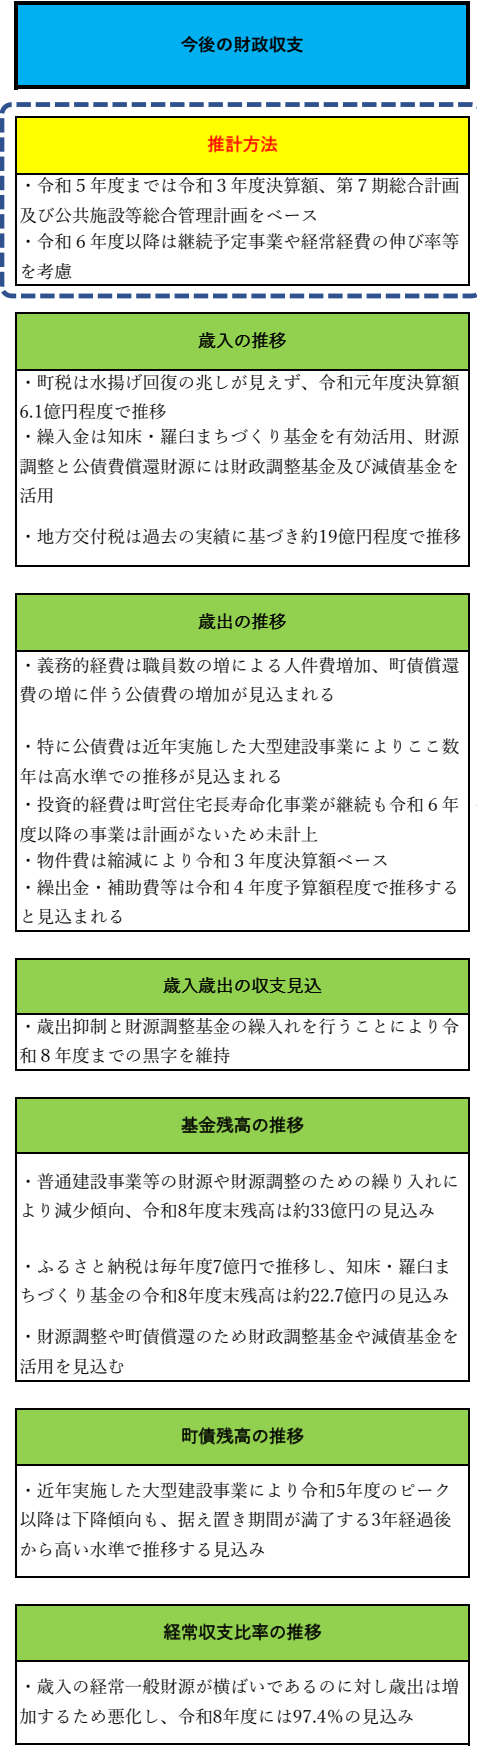 今後の財政収支
推計方法
・令和５年度までは令和３年度決算額、第７期総合計画
及び公共施設等総合管理計画をベース
・令和６年度以降は継続予定事業や経常経費の伸び率等
を考慮
歳入の推移
・町税は水揚げ回復の兆しが見えず、令和元年度決算額
6.1億円程度で推移
・繰入金は知床・羅臼まちづくり基金を有効活用、財源
調整と公債費償還財源には財政調整基金及び減債基金を
活用
・地方交付税は過去の実績に基づき約19億円程度で推移
歳出の推移
・義務的経費は職員数の増による人件費増加、町債償還
費の増に伴う公債費の増加が見込まれる
・特に公債費は近年実施した大型建設事業によりここ数
年は高水準での推移が見込まれる
・投資的経費は町営住宅長寿命化事業が継続も令和６年
度以降の事業は計画がないため未計上
・物件費は縮減により令和３年度決算額ベース
・繰出金・補助費等は令和４年度予算額程度で推移する
と見込まれる
歳入歳出の収支見込
・歳出抑制と財源調整基金の繰入れを行うことにより令
和８年度までの黒字を維持
基金残高の推移
・普通建設事業等の財源や財源調整のための繰り入れに
より減少傾向、令和8年度末残高は約33億円の見込み
・ふるさと納税は毎年度7億円で推移し、知床・羅臼ま
ちづくり基金の令和8年度末残高は約22.7億円の見込み
・財源調整や町債償還のため財政調整基金や減債基金を
活用を見込む
町債残高の推移
・近年実施した大型建設事業により令和5年度のピーク
以降は下降傾向も、据え置き期間が満了する3年経過後
から高い水準で推移する見込み
経常収支比率の推移
・歳入の経常一般財源が横ばいであるのに対し歳出は増
加するため悪化し、令和8年度には97.4%の見込み